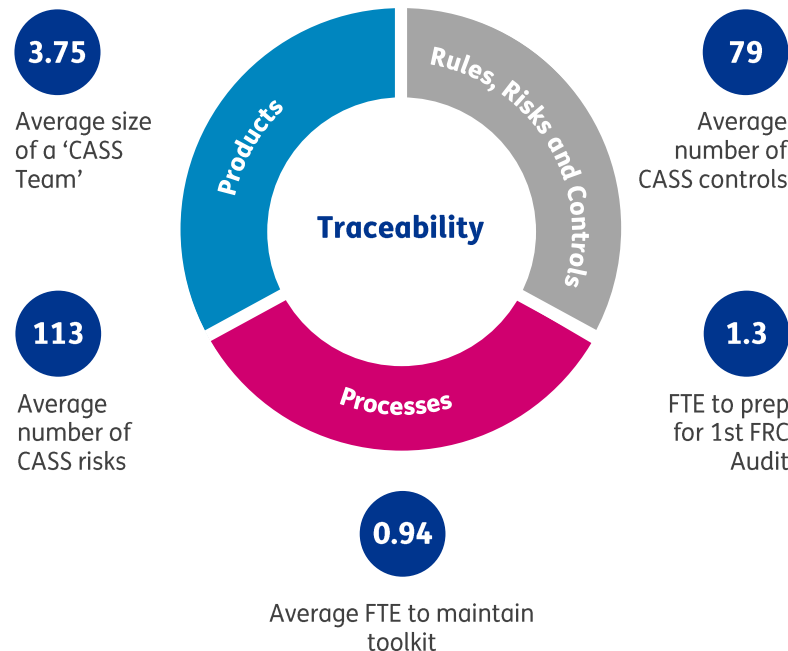 3.75
Average size
of a ‘CASS
Team’
Products
Rules, Risks and Controls
79
Average
number of
CASS controls
Traceability
113
Average
number of
CASS risks
Processes
1.3
FTE to prep
for 1st FRC
Audit
0.94
Average FTE to maintain
toolkit